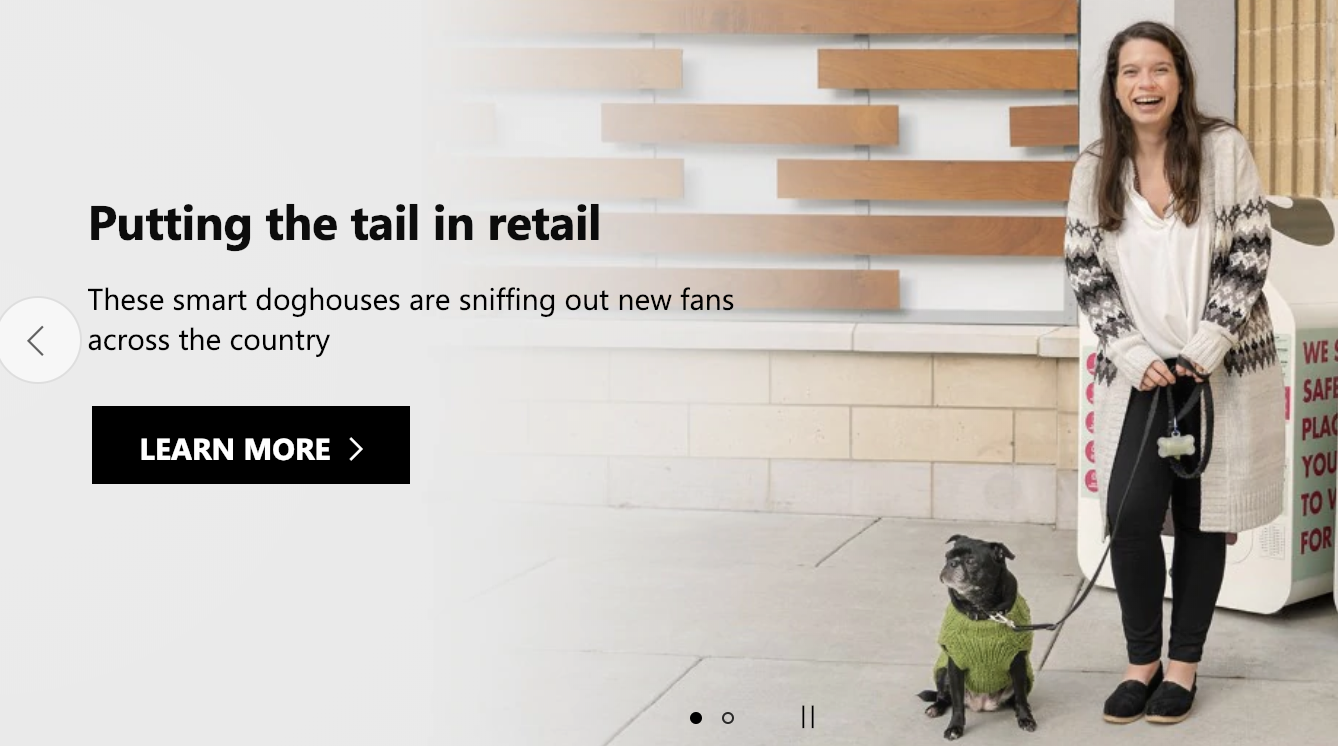 Putting the tail in retail
These smart doghouses are sniffing out new fans
across the country
LEARN MORE
WE
SAFE
PLAC
YOU
TO
FOR